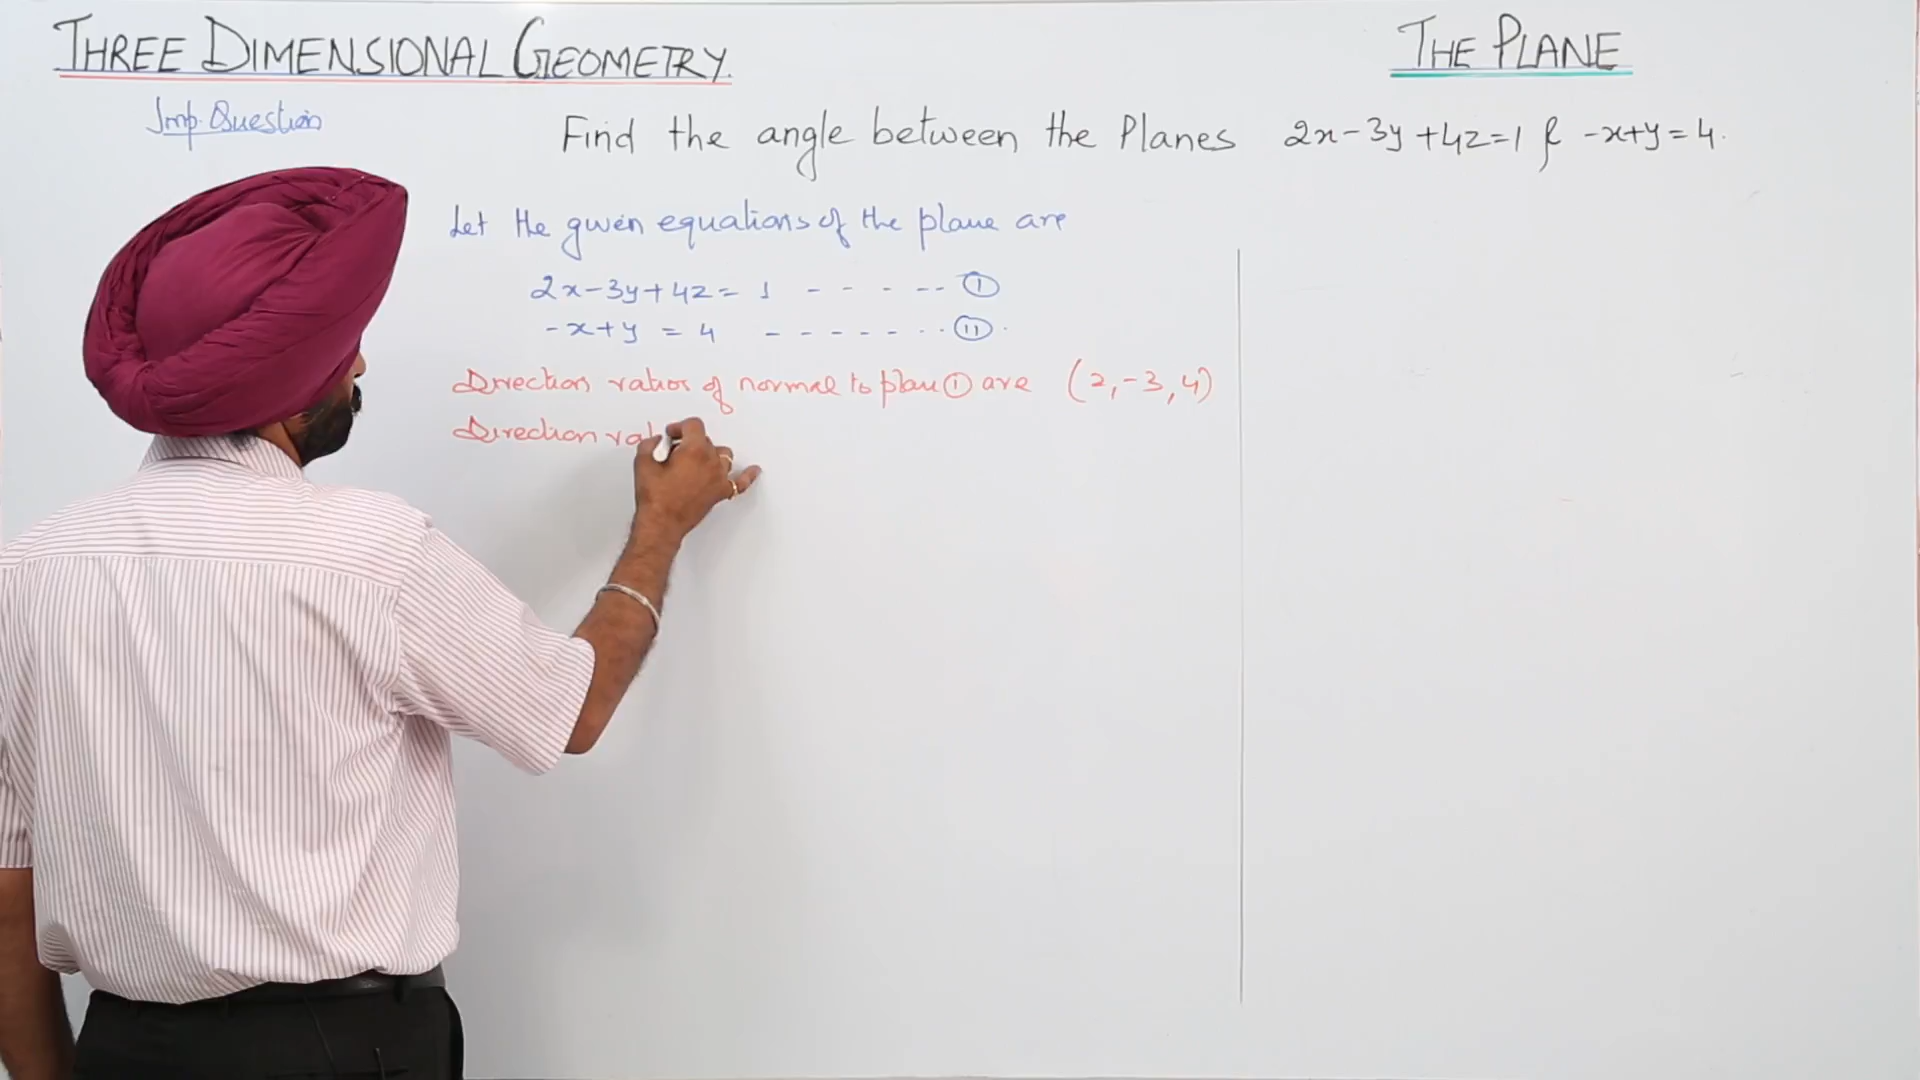 THREE DIMENSIONAL GEOMETRY.
THE PLANE
Imp. Question
Find the angle between the Planes 2x-3y+4z=1 & -x+y=4.
Let the given equations of the plane are
2x-3y+4z= 1 - - - - -- (I)
-x+y = 4 - - - - - - .. (II).
Direction ratios of normal to plane (I) are (2,-3,4)
Direction rat